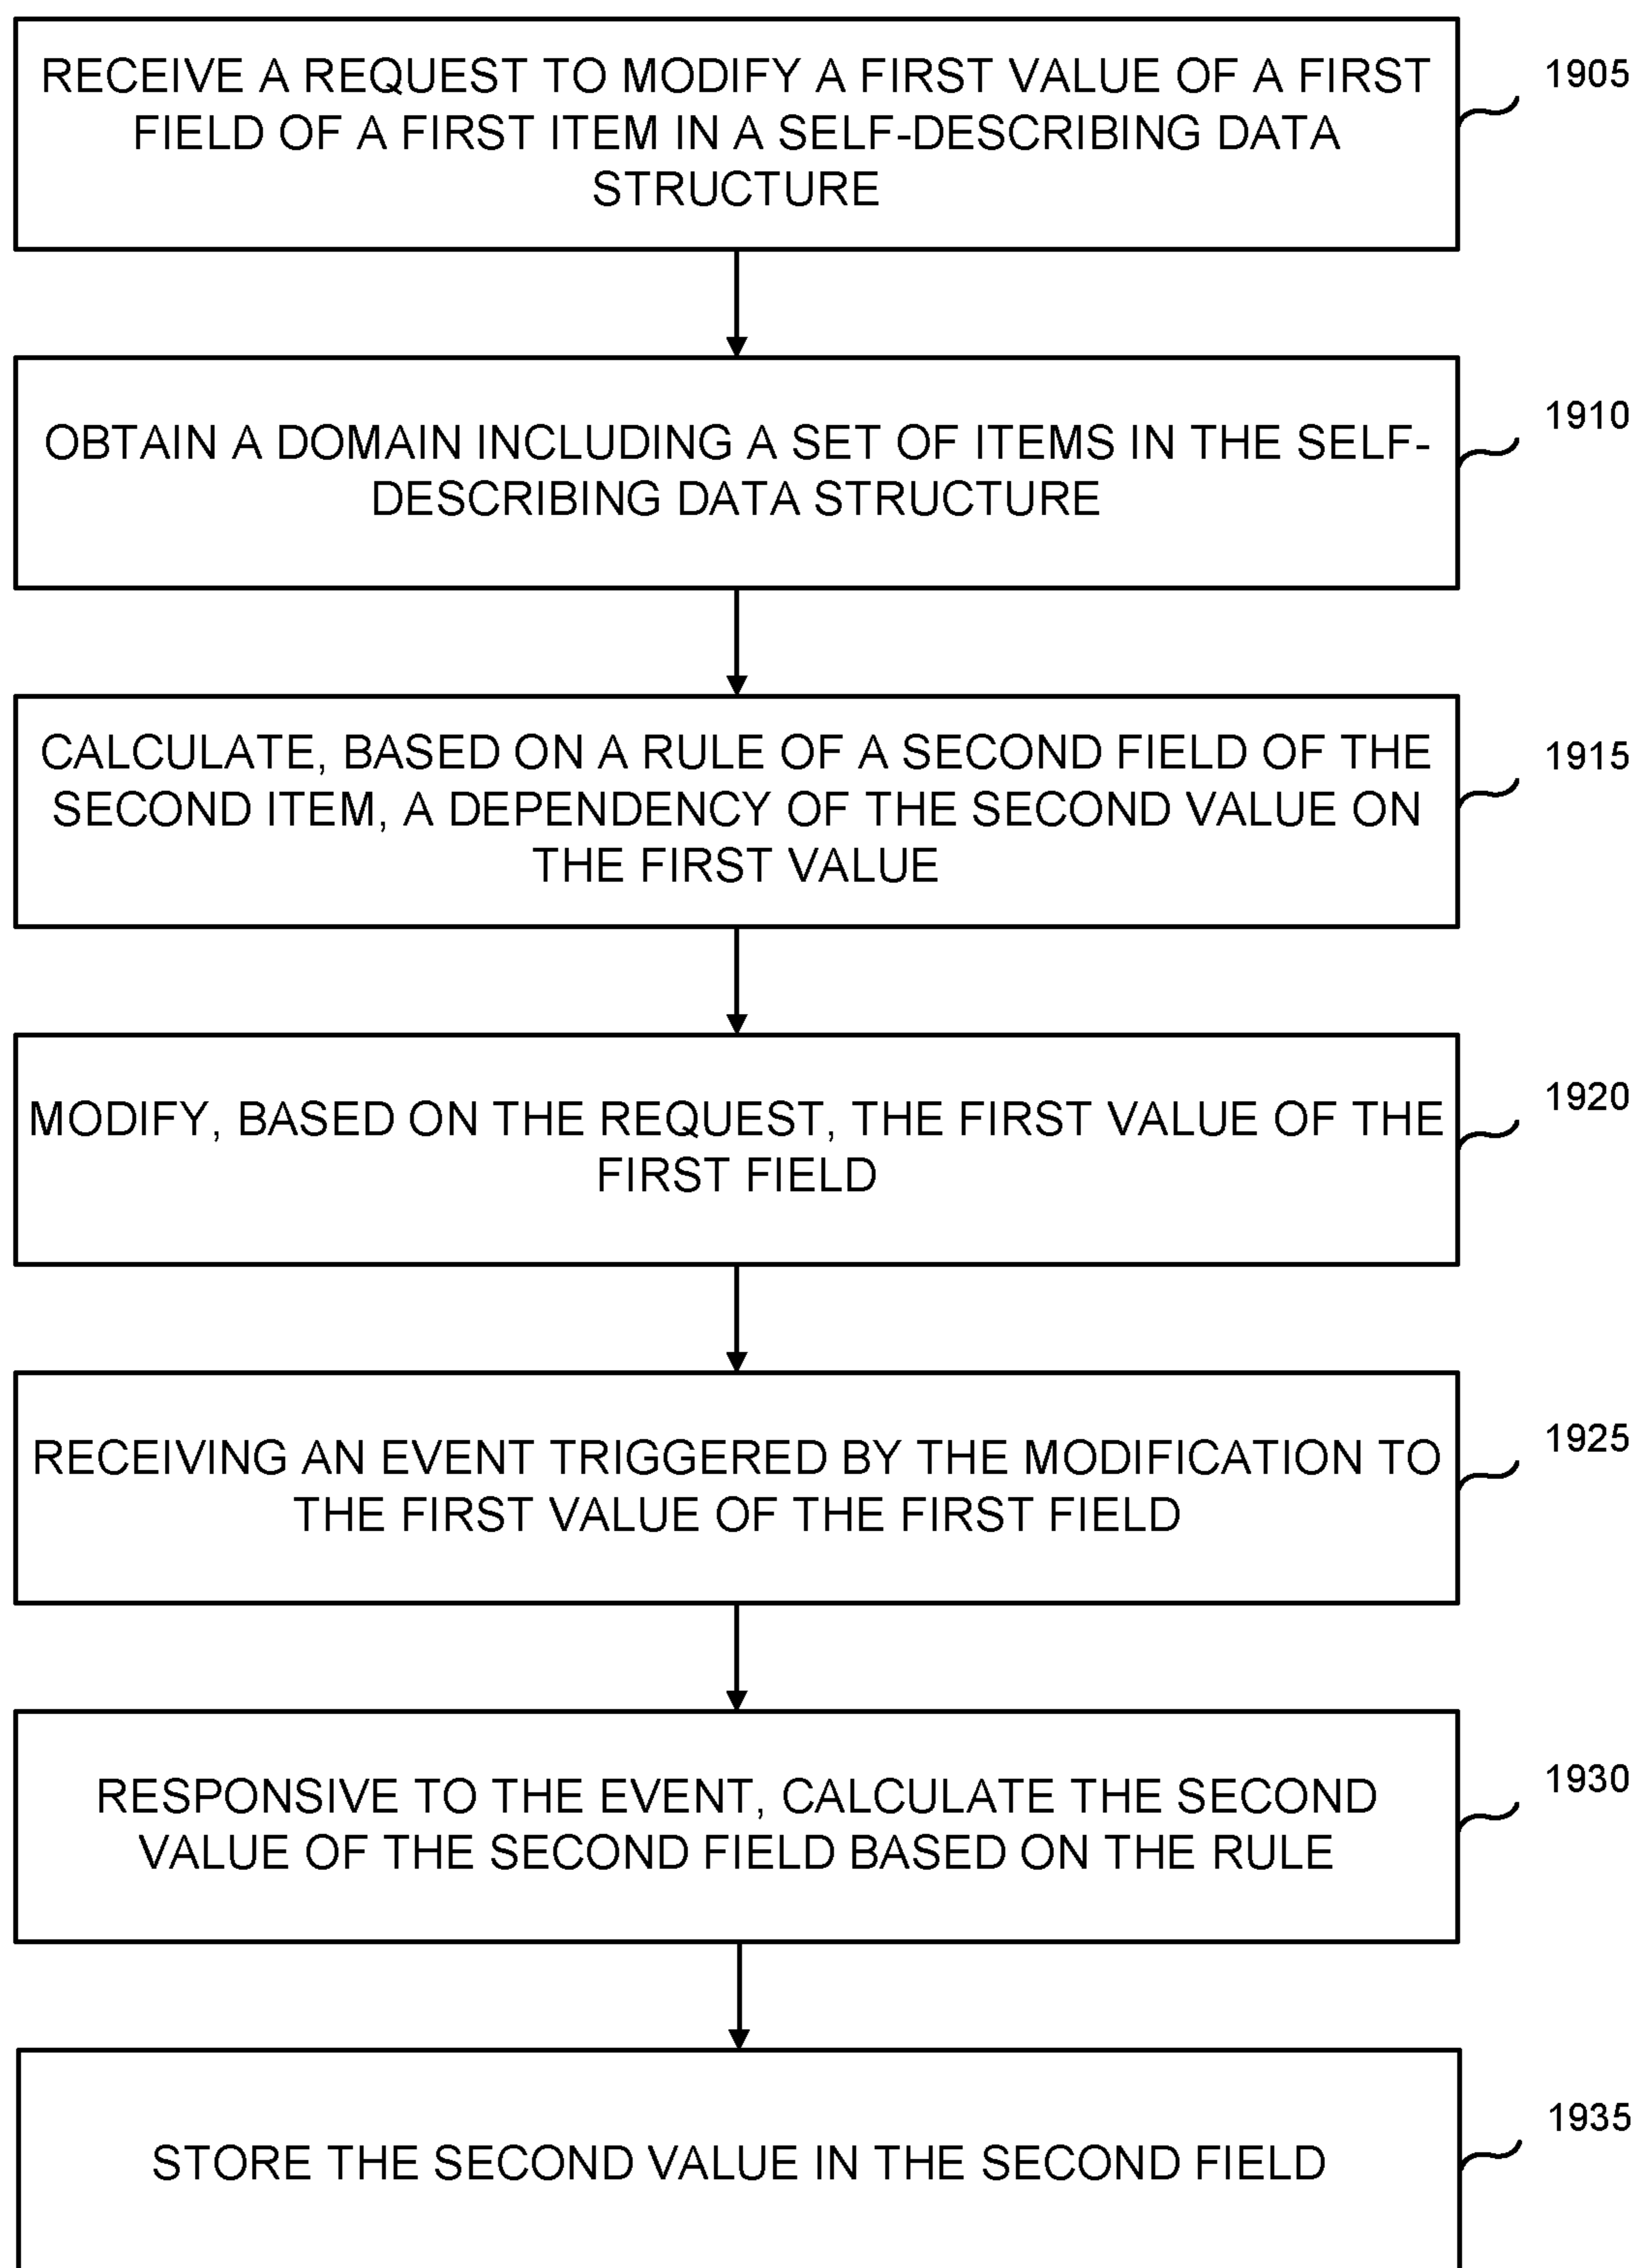 RECEIVE A REQUEST TO MODIFY A FIRST VALUE OF A FIRST
FIELD OF A FIRST ITEM IN A SELF-DESCRIBING DATA
STRUCTURE
1905
OBTAIN A DOMAIN INCLUDING A SET OF ITEMS IN THE SELF-
DESCRIBING DATA STRUCTURE
1910
CALCULATE, BASED ON A RULE OF A SECOND FIELD OF THE
SECOND ITEM, A DEPENDENCY OF THE SECOND VALUE ON
THE FIRST VALUE
1915
MODIFY, BASED ON THE REQUEST, THE FIRST VALUE OF THE
FIRST FIELD
1920
RECEIVING AN EVENT TRIGGERED BY THE MODIFICATION TO
THE FIRST VALUE OF THE FIRST FIELD
1925
RESPONSIVE TO THE EVENT, CALCULATE THE SECOND
VALUE OF THE SECOND FIELD BASED ON THE RULE
1930
STORE THE SECOND VALUE IN THE SECOND FIELD
1935